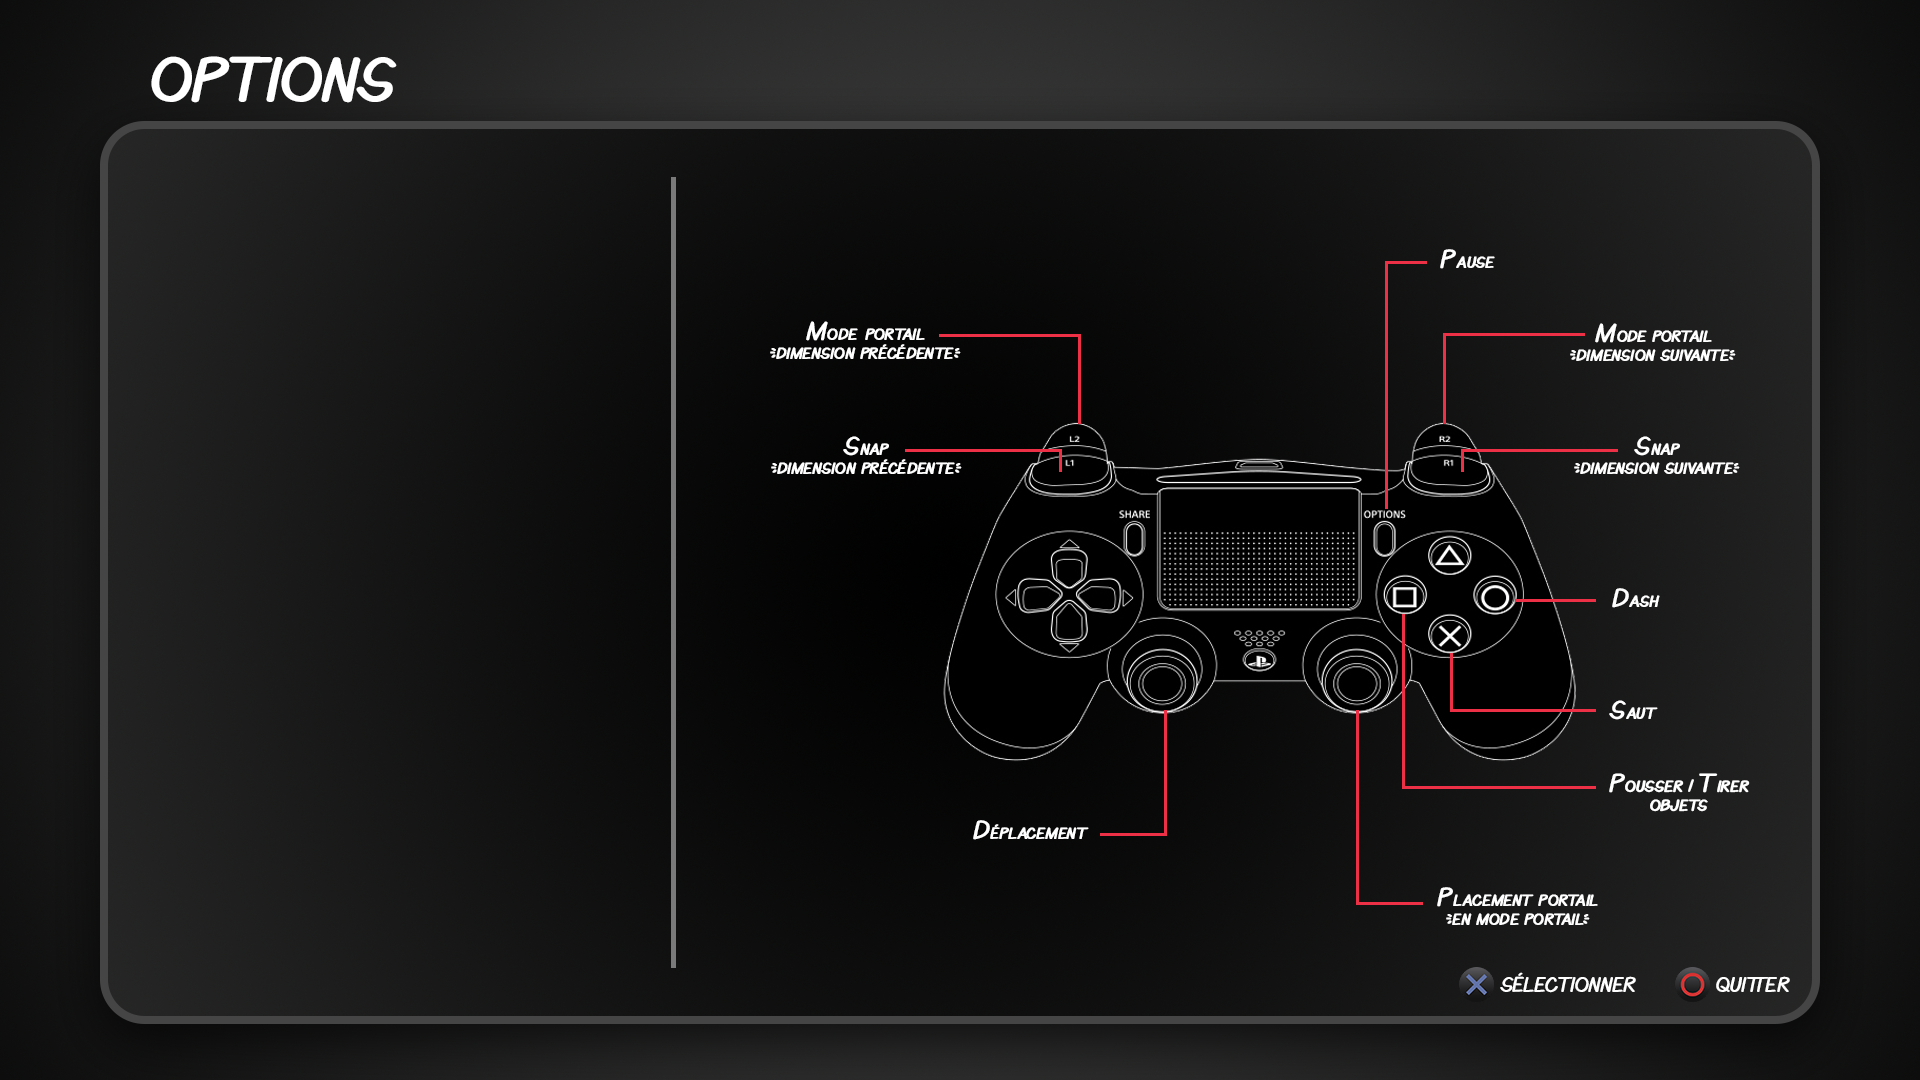 OPTIONS
PAUSE
MODE PORTAIL
DIMENSION PRÉCÉDENTE
MODE PORTAIL
DIMENSION SUIVANTE
L2
R2
SNAP
DIMENSION PRÉCÉDENTE
L1
R1
SNAP
DIMENSION SUIVANTE
SHARE
OPTIONS
DASH
SAUT
POUSSER / TIRER
OBJETS
DÉPLACEMENT
PLACEMENT PORTAIL
EN MODE PORTAIL
SÉLECTIONNER
QUITTER